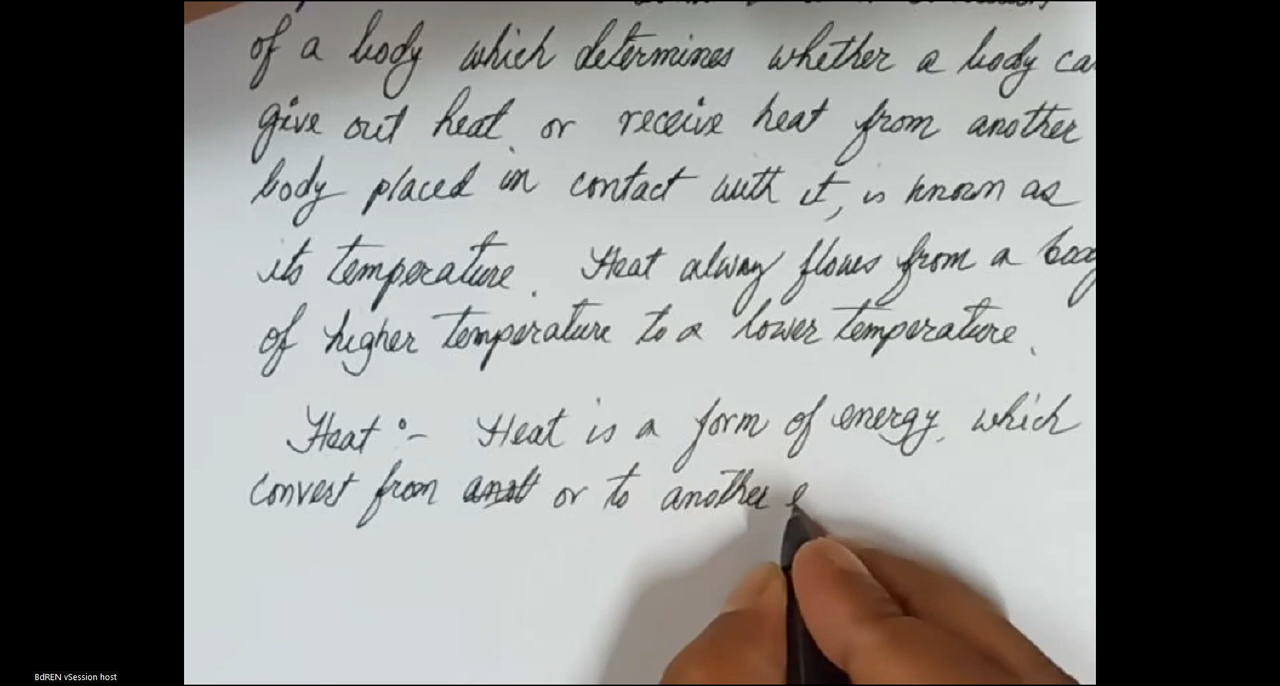 of a body which determines whether a body ca
give out heat or receive heat from another
body placed in contact with it, is known as
its temperature. Heat alway flows from a body
of higher temperature to a lower temperature.
Heat :- Heat is a form of energy, which
convert from or to another e
BdREN vSession host